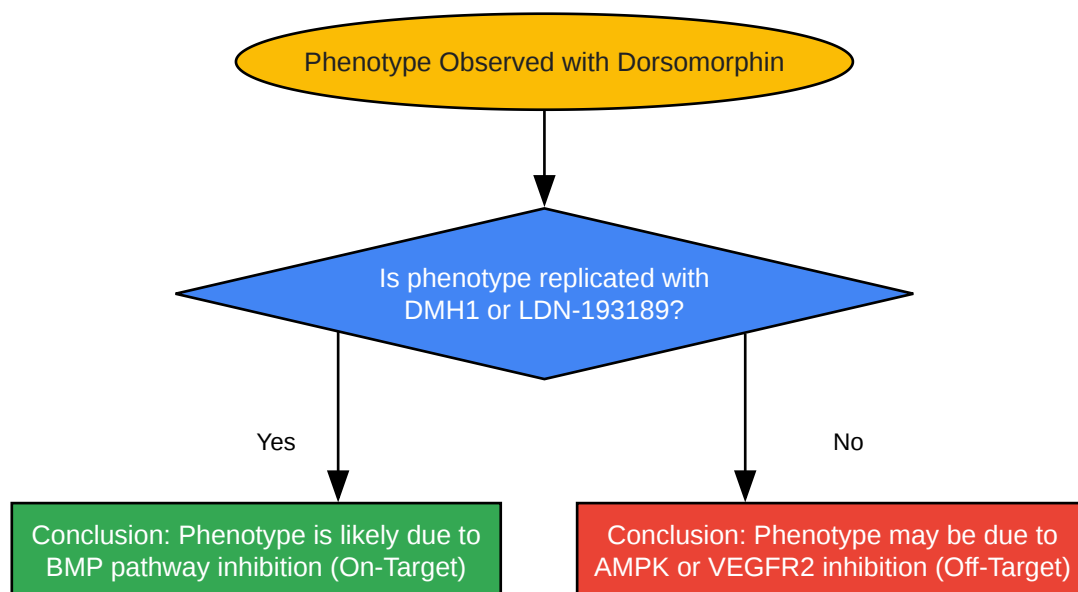 Phenotype Observed with Dorsomorphin
Is phenotype replicated with
DMH1 or LDN-193189?
Yes
No
Conclusion: Phenotype is likely due to
BMP pathway inhibition (On-Target)
Conclusion: Phenotype may be due to
AMPK or VEGFR2 inhibition (Off-Target)